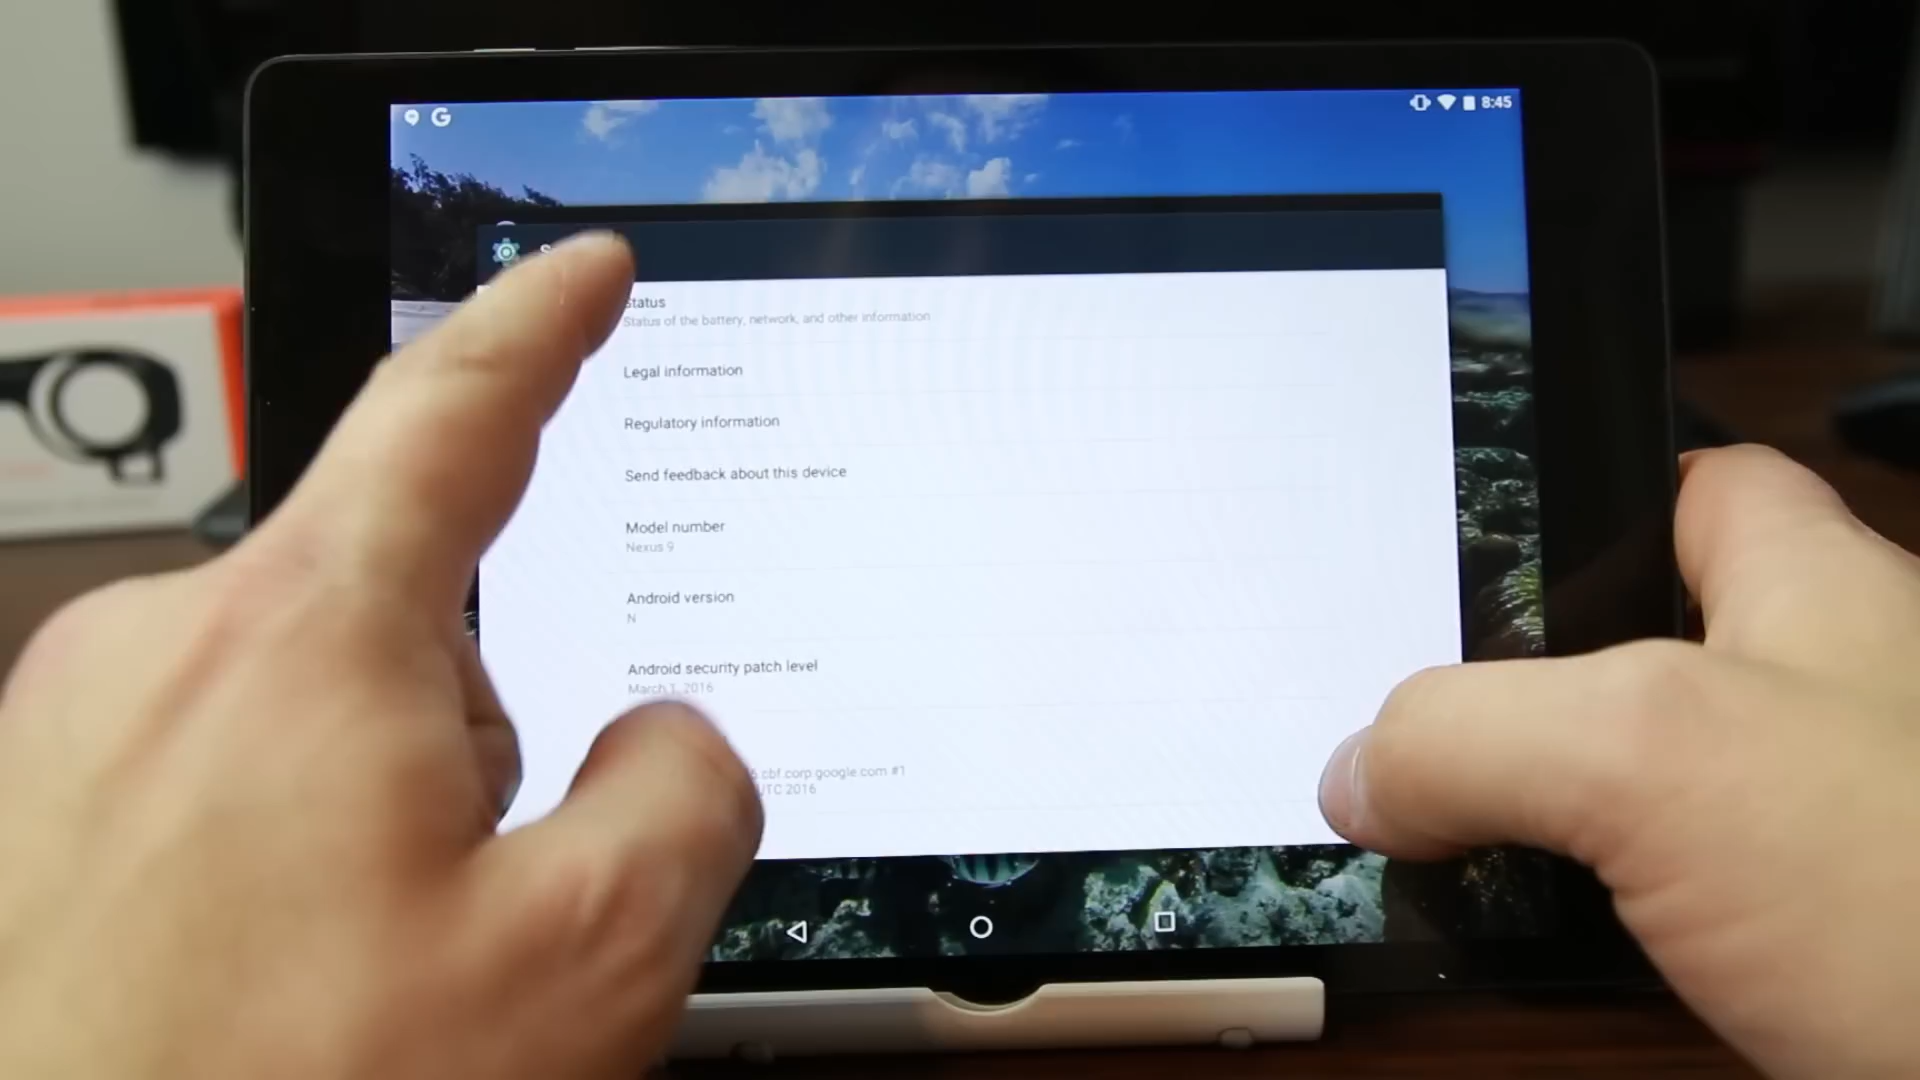 8:45
Status
Status of the battery, network, and other information
Legal information
Regulatory information
Send feedback about this device
Model number
Nexus 9
Android version
N
Android security patch level
March 1, 2016
cbf.corp.google.com #1
UTC 2016